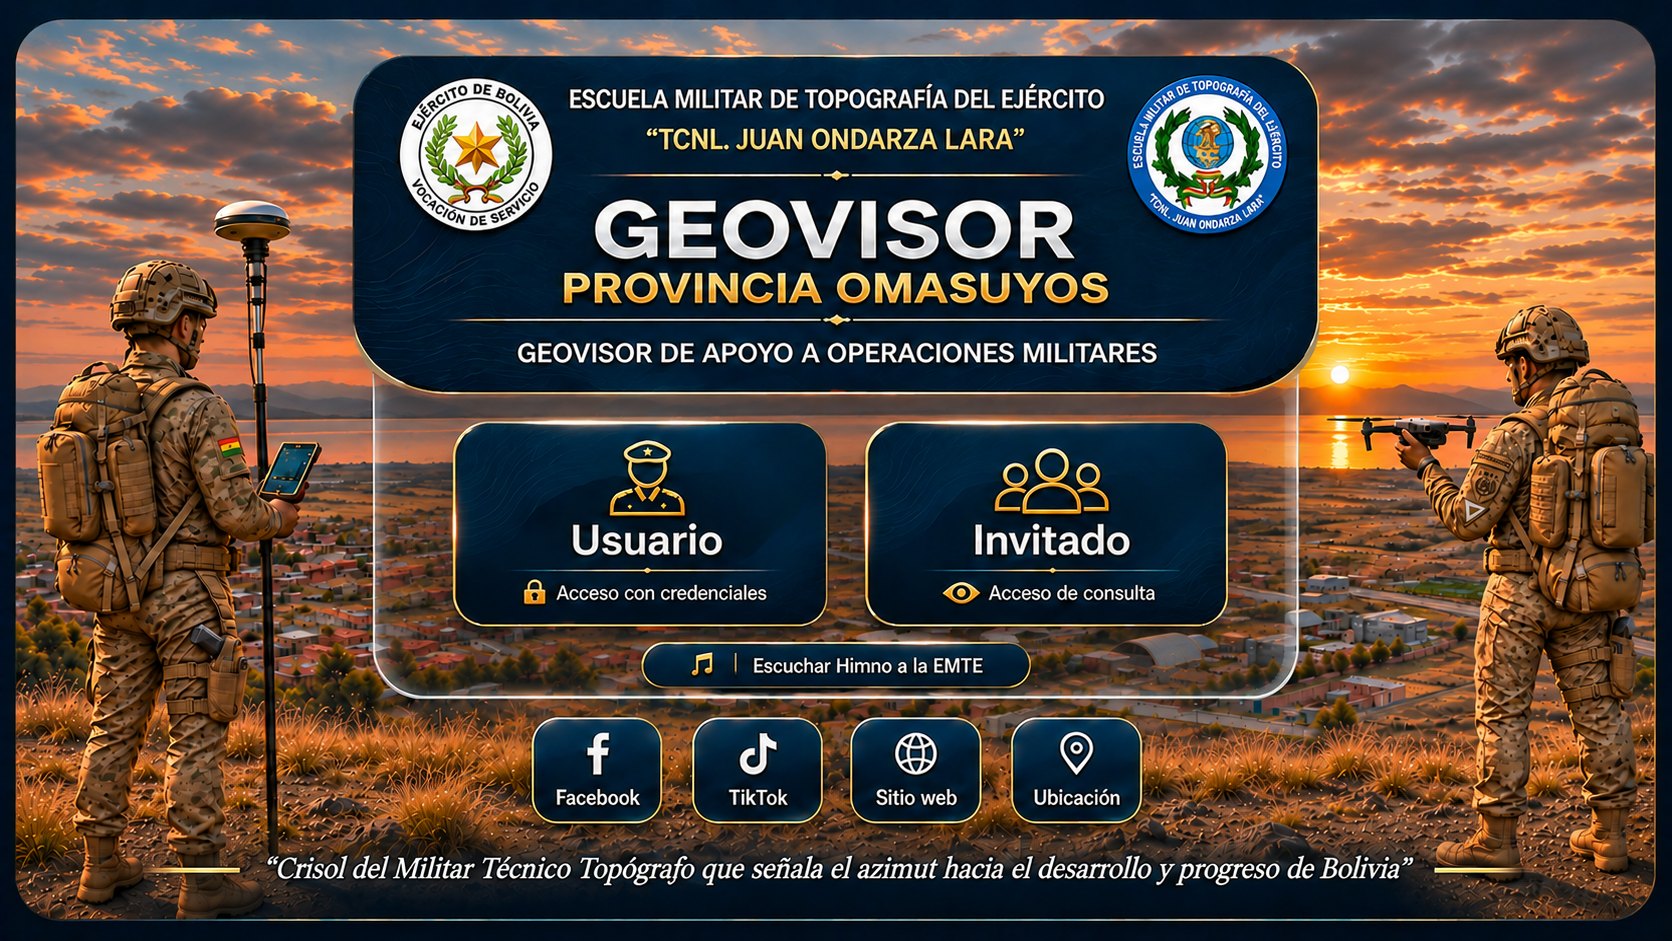 EJÉRCITO DE BOLIVIA
VOCACIÓN DE SERVICIO
ESCUELA MILITAR DE TOPOGRAFÍA DEL EJÉRCITO
“TCNL. JUAN ONDARZA LARA”
ESCUELA MILITAR DE TOPOGRAFÍA DEL EJÉRCITO
"TCNL. JUAN ONDARZA LARA"
GEOVISOR
PROVINCIA OMASUYOS
GEOVISOR DE APOYO A OPERACIONES MILITARES
Usuario
Acceso con credenciales
Invitado
Acceso de consulta
Escuchar Himno a la EMTE
Facebook
TikTok
Sitio web
Ubicación
“Crisol del Militar Técnico Topógrafo que señala el azimut hacia el desarrollo y progreso de Bolivia”